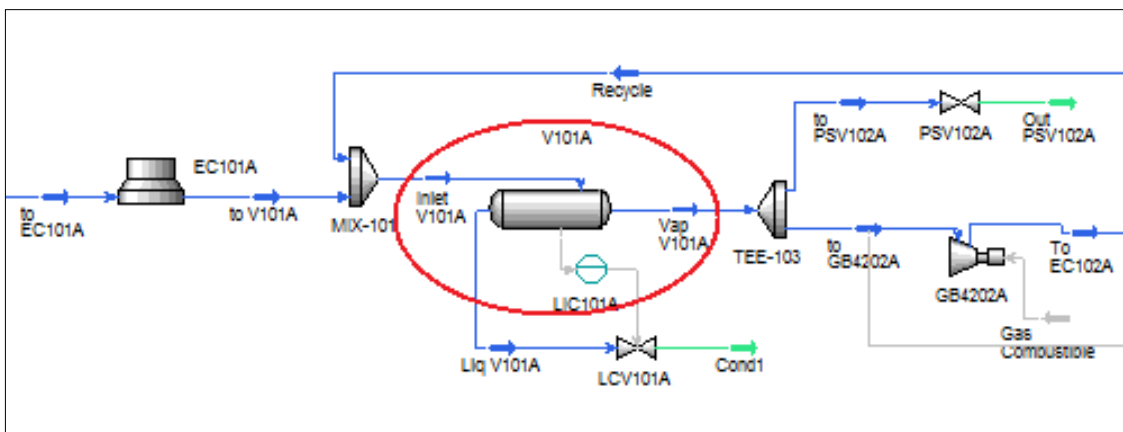 Recycle
to
PSV102A
PSV102A
Out
PSV102A
V101A
EC101A
to
EC101A
to V101A
MIX-101
Inlet
V101A
Vap
V101A
TEE-103
to
GB4202A
GB4202A
To
EC102A
LIC101A
Gas
Combustible
Liq V101A
LCV101A
Cond1